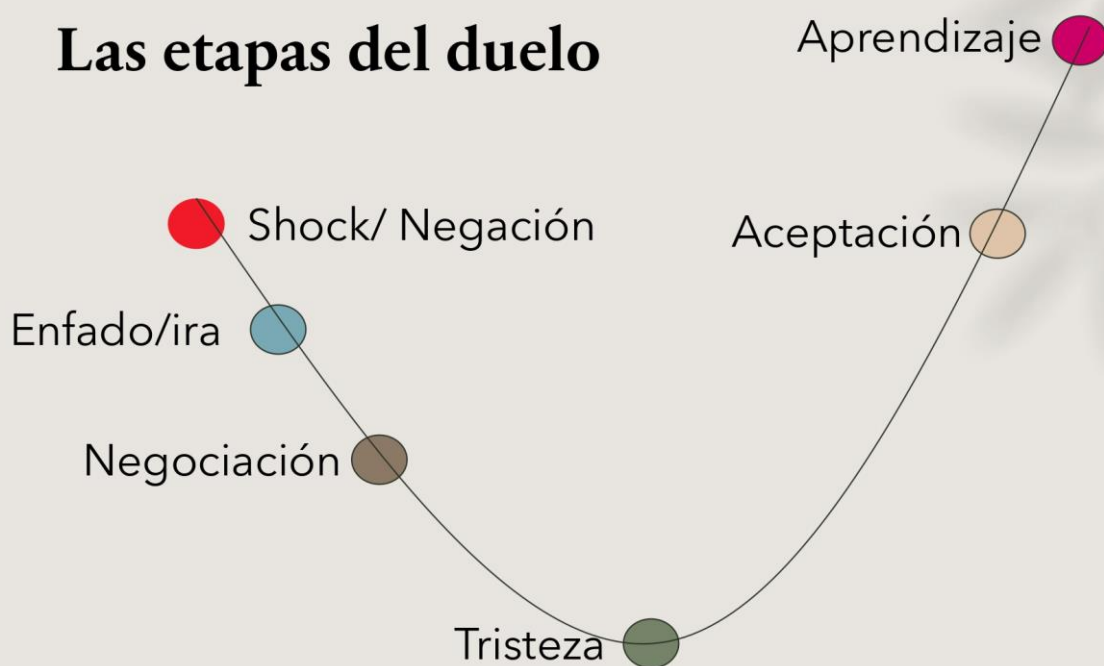 Las etapas del duelo
Aprendizaje
Shock/ Negación
Aceptación
Enfado/ira
Negociación
Tristeza